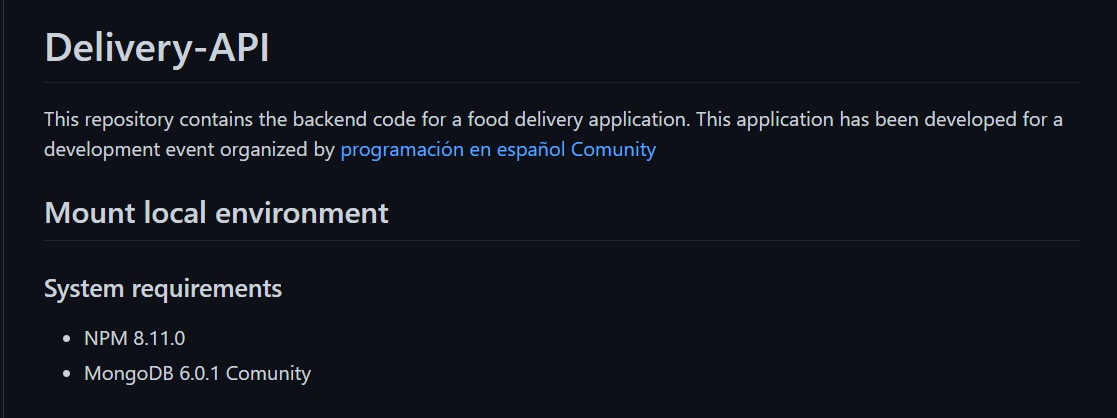 Delivery-API
This repository contains the backend code for a food delivery application. This application has been developed for a
development event organized by programación en español Comunity
Mount local environment
System requirements
• NPM 8.11.0
• MongoDB 6.0.1 Comunity